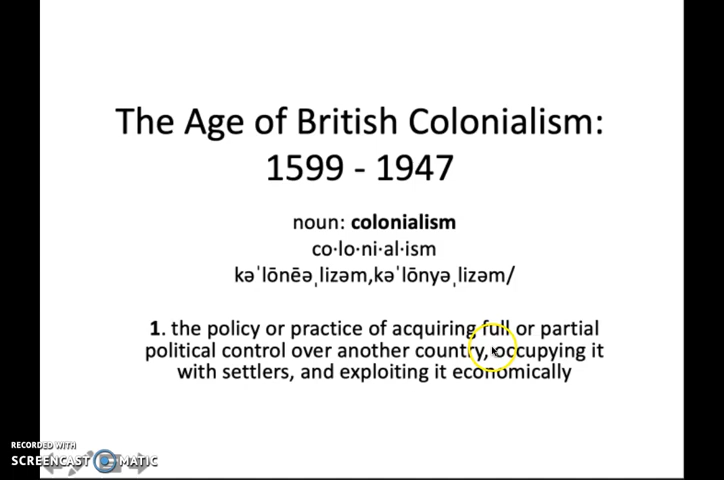 The Age of British Colonialism:
1599 - 1947
noun: colonialism
co·lo·ni·al·ism
kəˈlōnēəˌlizəm,kəˈlōnyəˌlizəm/
1. the policy or practice of acquiring full or partial
political control over another country, occupying it
with settlers, and exploiting it economically
RECORDED WITH
SCREENCAST MATIC